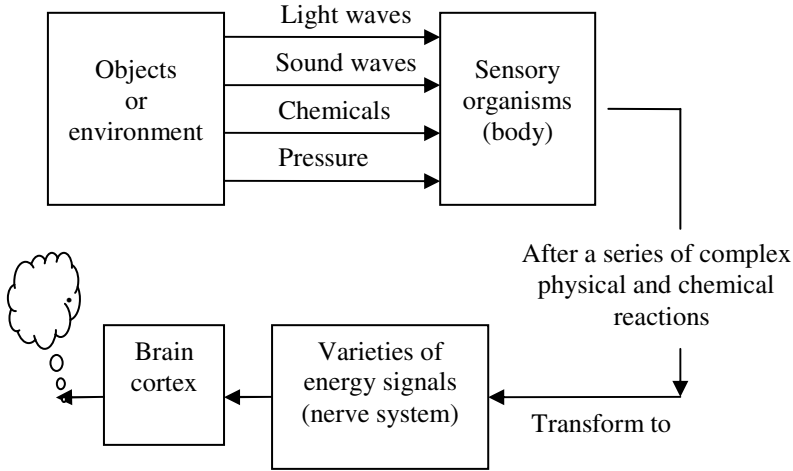 Objects
or
environment
Light waves
Sound waves
Chemicals
Pressure
Sensory
organisms
(body)
After a series of complex
physical and chemical
reactions
Transform to
Varieties of
energy signals
(nerve system)
Brain
cortex